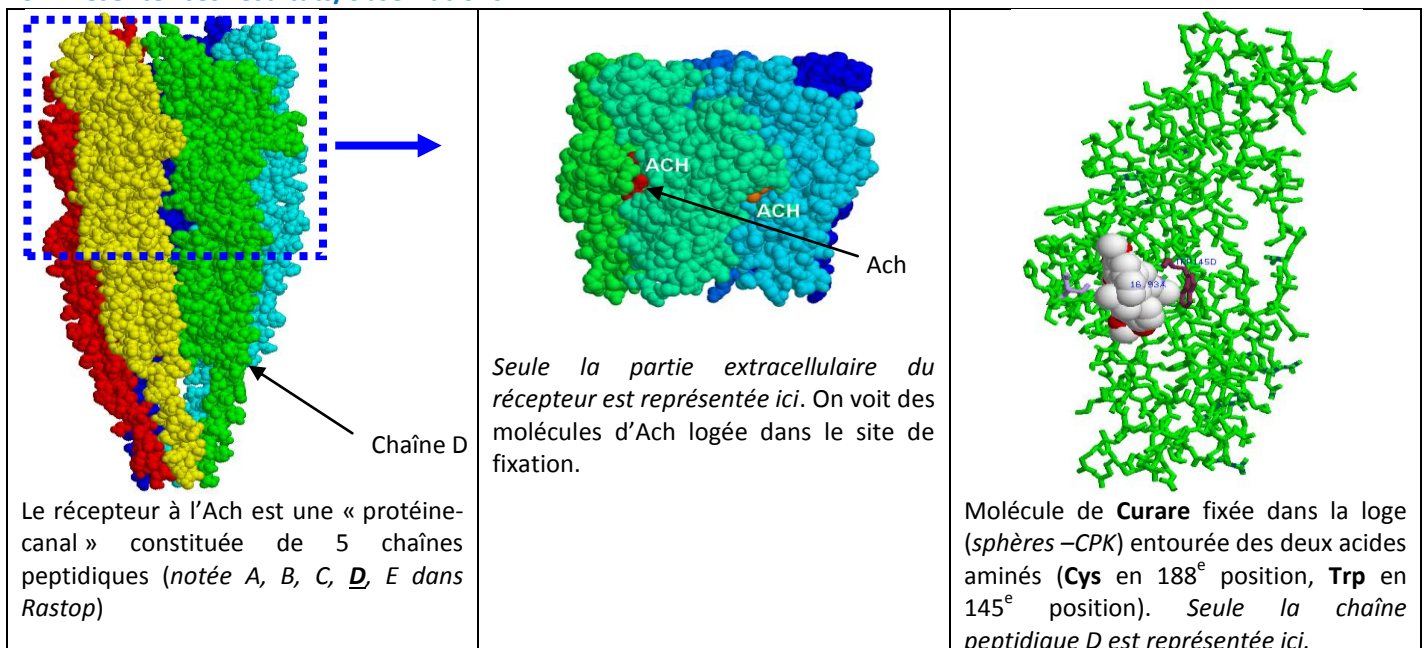 Chaîne D
Le récepteur à l'Ach est une « protéine-
canal » constituée de 5 chaînes
peptidiques (notée A, B, C, D, E dans
Rastop)
ACH
ACH
Ach
Seule la partie extracellulaire du
récepteur est représentée ici. On voit des
molécules d'Ach logée dans le site de
fixation.
16.93A
Molécule de Curare fixée dans la loge
(sphères –CPK) entourée des deux acides
aminés (Cys en 188e position, Trp en
145e position). Seule la chaîne
peptidique D est représentée ici.